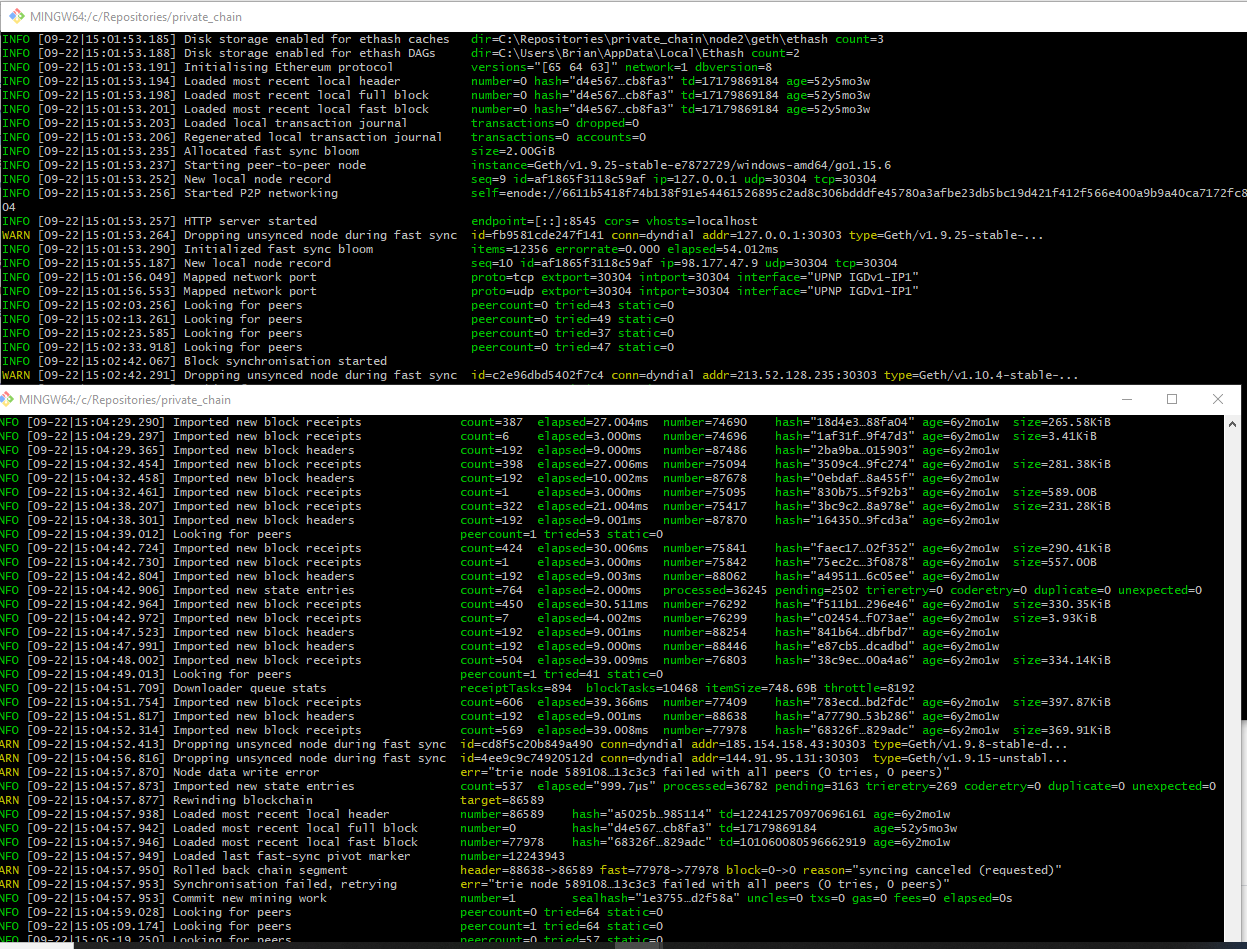 MINGW64:/c/Repositories/private_chain
INFO [09-22|15:01:53.185] Disk storage enabled for ethash caches dir=C:\Repositories\private_chain\node2\geth\ethash count=3
INFO [09-22|15:01:53.188] Disk storage enabled for ethash DAGs dir=C:\Users\Brian\AppData\Local\Ethash count=2
INFO [09-22|15:01:53.191] Initialising Ethereum protocol versions="[65 64 63]" network=1 dbversion=8
INFO [09-22|15:01:53.194] Loaded most recent local header number=0 hash="d4e567…cb8fa3" td=17179869184 age=52y5mo3w
INFO [09-22|15:01:53.198] Loaded most recent local full block number=0 hash="d4e567…cb8fa3" td=17179869184 age=52y5mo3w
INFO [09-22|15:01:53.201] Loaded most recent local fast block number=0 hash="d4e567…cb8fa3" td=17179869184 age=52y5mo3w
INFO [09-22|15:01:53.203] Loaded local transaction journal transactions=0 dropped=0
INFO [09-22|15:01:53.206] Regenerated local transaction journal transactions=0 accounts=0
INFO [09-22|15:01:53.235] Allocated fast sync bloom size=2.00GiB
INFO [09-22|15:01:53.237] Starting peer-to-peer node instance=Geth/v1.9.25-stable-e7872729/windows-amd64/go1.15.6
INFO [09-22|15:01:53.252] New local node record seq=9 id=af1865f3118c59af ip=127.0.0.1 udp=30304 tcp=30304
INFO [09-22|15:01:53.256] Started P2P networking self=enode://6611b5418f74b138f91e54461526895c2ad8c306bdddfe45780a3afbe23db5bc19d421f412f566e400a9b9a40ca7172fc8
04
INFO [09-22|15:01:53.257] HTTP server started endpoint=[::]:8545 cors= vhosts=localhost
WARN [09-22|15:01:53.264] Dropping unsynced node during fast sync id=fb9581cde247f141 conn=dyndial addr=127.0.0.1:30303 type=Geth/v1.9.25-stable-...
INFO [09-22|15:01:53.290] Initialized fast sync bloom items=12356 errorrate=0.000 elapsed=54.012ms
INFO [09-22|15:01:55.187] New local node record seq=10 id=af1865f3118c59af ip=98.177.47.9 udp=30304 tcp=30304
INFO [09-22|15:01:56.049] Mapped network port proto=tcp extport=30304 intport=30304 interface="UPNP IGDv1-IP1"
INFO [09-22|15:01:56.553] Mapped network port proto=udp extport=30304 intport=30304 interface="UPNP IGDv1-IP1"
INFO [09-22|15:02:03.256] Looking for peers peercount=0 tried=43 static=0
INFO [09-22|15:02:13.261] Looking for peers peercount=0 tried=49 static=0
INFO [09-22|15:02:23.585] Looking for peers peercount=0 tried=37 static=0
INFO [09-22|15:02:33.918] Looking for peers peercount=0 tried=47 static=0
INFO [09-22|15:02:42.067] Block synchronisation started
WARN [09-22|15:02:42.291] Dropping unsynced node during fast sync id=c2e96dbd5402f7c4 conn=dyndial addr=213.52.128.235:30303 type=Geth/v1.10.4-stable-...
MINGW64:/c/Repositories/private_chain
NFO [09-22|15:04:29.290] Imported new block receipts count=387 elapsed=27.004ms number=74690 hash="18d4e3…88fa04" age=6y2mo1w size=265.58KiB
NFO [09-22|15:04:29.297] Imported new block receipts count=6 elapsed=3.000ms number=74696 hash="1af31f…9f47d3" age=6y2mo1w size=3.41KiB
NFO [09-22|15:04:29.365] Imported new block headers count=192 elapsed=9.000ms number=87486 hash="2ba9ba…015903" age=6y2mo1w
NFO [09-22|15:04:32.454] Imported new block receipts count=398 elapsed=27.006ms number=75094 hash="3509c4…9fc274" age=6y2mo1w size=281.38KiB
NFO [09-22|15:04:32.458] Imported new block headers count=192 elapsed=10.002ms number=87678 hash="0ebdaf…8a455f" age=6y2mo1w
NFO [09-22|15:04:32.461] Imported new block receipts count=1 elapsed=3.000ms number=75095 hash="830b75…5f92b3" age=6y2mo1w size=589.00B
NFO [09-22|15:04:38.207] Imported new block receipts count=322 elapsed=21.004ms number=75417 hash="3bc9c2…8a978e" age=6y2mo1w size=231.28KiB
NFO [09-22|15:04:38.301] Imported new block headers count=192 elapsed=9.001ms number=87870 hash="164350…9fcd3a" age=6y2mo1w
NFO [09-22|15:04:39.012] Looking for peers peercount=1 tried=53 static=0
NFO [09-22|15:04:42.724] Imported new block receipts count=424 elapsed=30.006ms number=75841 hash="faec17…02f352" age=6y2mo1w size=290.41KiB
NFO [09-22|15:04:42.730] Imported new block receipts count=1 elapsed=3.000ms number=75842 hash="75ec2c…3f0878" age=6y2mo1w size=557.00B
NFO [09-22|15:04:42.804] Imported new block headers count=192 elapsed=9.003ms number=88062 hash="a49511…6c05ee" age=6y2mo1w
NFO [09-22|15:04:42.906] Imported new state entries count=764 elapsed=2.000ms processed=36245 pending=2502 trieretry=0 coderetry=0 duplicate=0 unexpected=0
NFO [09-22|15:04:42.964] Imported new block receipts count=450 elapsed=30.511ms number=76292 hash="f511b1…296e46" age=6y2mo1w size=330.35KiB
NFO [09-22|15:04:42.972] Imported new block receipts count=7 elapsed=4.002ms number=76299 hash="c02454…f073ae" age=6y2mo1w size=3.93KiB
NFO [09-22|15:04:47.523] Imported new block headers count=192 elapsed=9.001ms number=88254 hash="841b64…dbfbd7" age=6y2mo1w
NFO [09-22|15:04:47.991] Imported new block headers count=192 elapsed=9.000ms number=88446 hash="e87cb5…dcadbd" age=6y2mo1w
NFO [09-22|15:04:48.002] Imported new block receipts count=504 elapsed=39.009ms number=76803 hash="38c9ec…00a4a6" age=6y2mo1w size=334.14KiB
NFO [09-22|15:04:49.013] Looking for peers peercount=1 tried=41 static=0
NFO [09-22|15:04:51.709] Downloader queue stats receiptTasks=894 blockTasks=10468 itemSize=748.69B throttle=8192
NFO [09-22|15:04:51.754] Imported new block receipts count=606 elapsed=39.366ms number=77409 hash="783ecd…bd2fdc" age=6y2mo1w size=397.87KiB
NFO [09-22|15:04:51.817] Imported new block headers count=192 elapsed=9.001ms number=88638 hash="a77790…53b286" age=6y2mo1w
NFO [09-22|15:04:52.314] Imported new block receipts count=569 elapsed=39.008ms number=77978 hash="68326f…829adc" age=6y2mo1w size=369.91KiB
ARN [09-22|15:04:52.413] Dropping unsynced node during fast sync id=cd8f5c20b849a490 conn=dyndial addr=185.154.158.43:30303 type=Geth/v1.9.8-stable-d...
ARN [09-22|15:04:56.816] Dropping unsynced node during fast sync id=4ee9c9c74920512d conn=dyndial addr=144.91.95.131:30303 type=Geth/v1.9.15-unstabl...
ARN [09-22|15:04:57.870] Node data write error err="trie node 589108…13c3c3 failed with all peers (0 tries, 0 peers)"
NFO [09-22|15:04:57.873] Imported new state entries count=537 elapsed="999.7µs" processed=36782 pending=3163 trieretry=269 coderetry=0 duplicate=0 unexpected=0
ARN [09-22|15:04:57.877] Rewinding blockchain target=86589
NFO [09-22|15:04:57.938] Loaded most recent local header number=86589 hash="a5025b…985114" td=122412570970696161 age=6y2mo1w
NFO [09-22|15:04:57.942] Loaded most recent local full block number=0 hash="d4e567…cb8fa3" td=17179869184 age=52y5mo3w
NFO [09-22|15:04:57.946] Loaded most recent local fast block number=77978 hash="68326f…829adc" td=101060080596662919 age=6y2mo1w
NFO [09-22|15:04:57.949] Loaded last fast-sync pivot marker number=12243943
ARN [09-22|15:04:57.950] Rolled back chain segment header=88638->86589 fast=77978->77978 block=0->0 reason="syncing canceled (requested)"
ARN [09-22|15:04:57.953] Synchronisation failed, retrying err="trie node 589108…13c3c3 failed with all peers (0 tries, 0 peers)"
NFO [09-22|15:04:57.953] Commit new mining work number=1 sealhash="1e3755…d2f58a" uncles=0 txs=0 gas=0 fees=0 elapsed=0s
NFO [09-22|15:04:59.028] Looking for peers peercount=0 tried=64 static=0
NFO [09-22|15:05:09.174] Looking for peers peercount=1 tried=64 static=0
NFO [09-22|15:05:19.250] Looking for peers peercount=0 tried=57 static=0